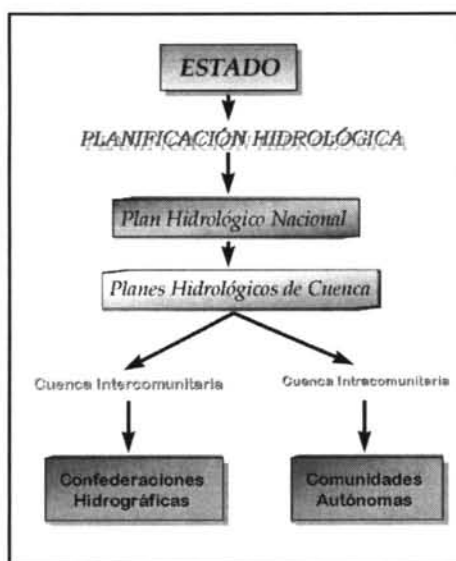 ESTADO
PLANIFICACIÓN HIDROLÓGICA
Plan Hidrológico Nacional
Planes Hidrológicos de Cuenca
Cuenca Intercomunitaria
Cuenca Intracomunitaria
Confederaciones
Hidrográficas
Comunidades
Autónomas